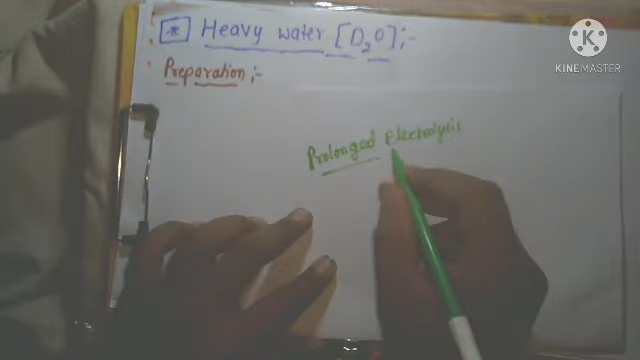 [*] Heavy water [D₂O];-
Preparation;-
Prolonged Electrolysis
KINEMASTER